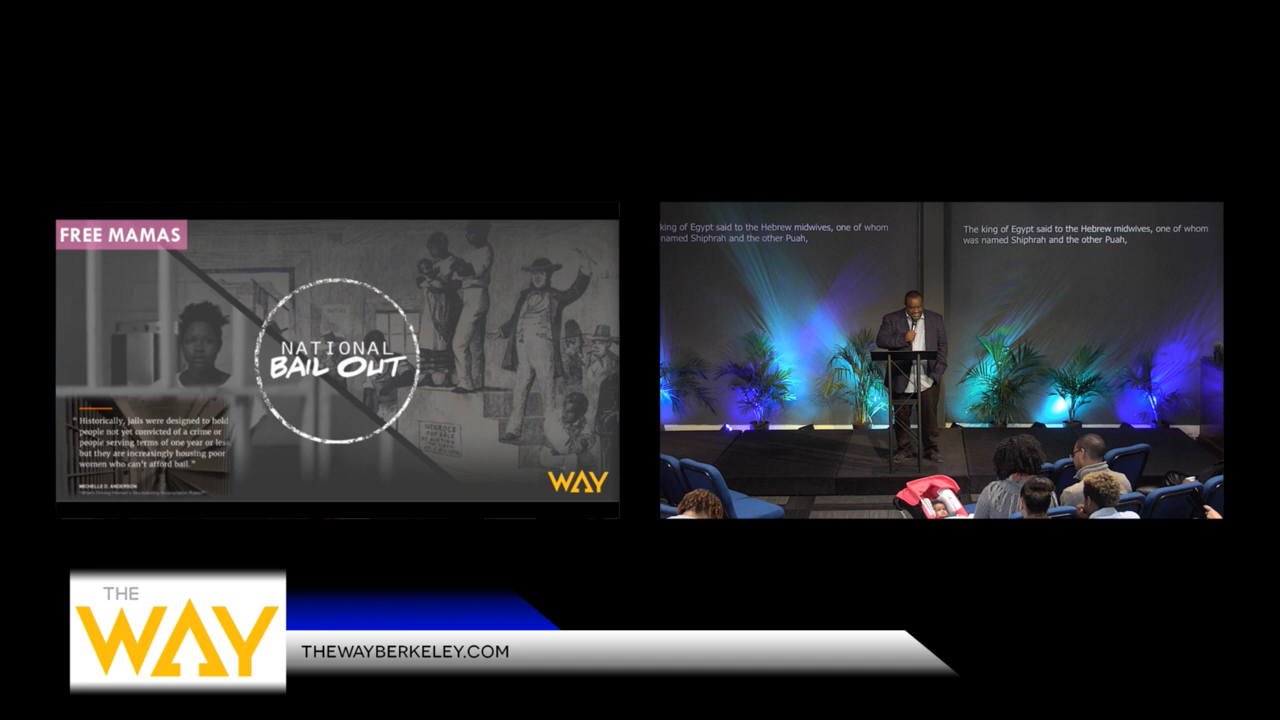 FREE MAMAS
NATIONAL
BAIL OUT
" Historically, jails were designed to hold
people not yet convicted of a crime or
people serving terms of one year or less
but they are increasingly housing poor
women who can't afford bail."
MICHELLE D. ANDERSON
WAY
king of Egypt said to the Hebrew midwives, one of whom
named Shiphrah and the other Puah,
The king of Egypt said to the Hebrew midwives, one of whom
was named Shiphrah and the other Puah,
THE
WAY
THEWAYBERKELEY.COM